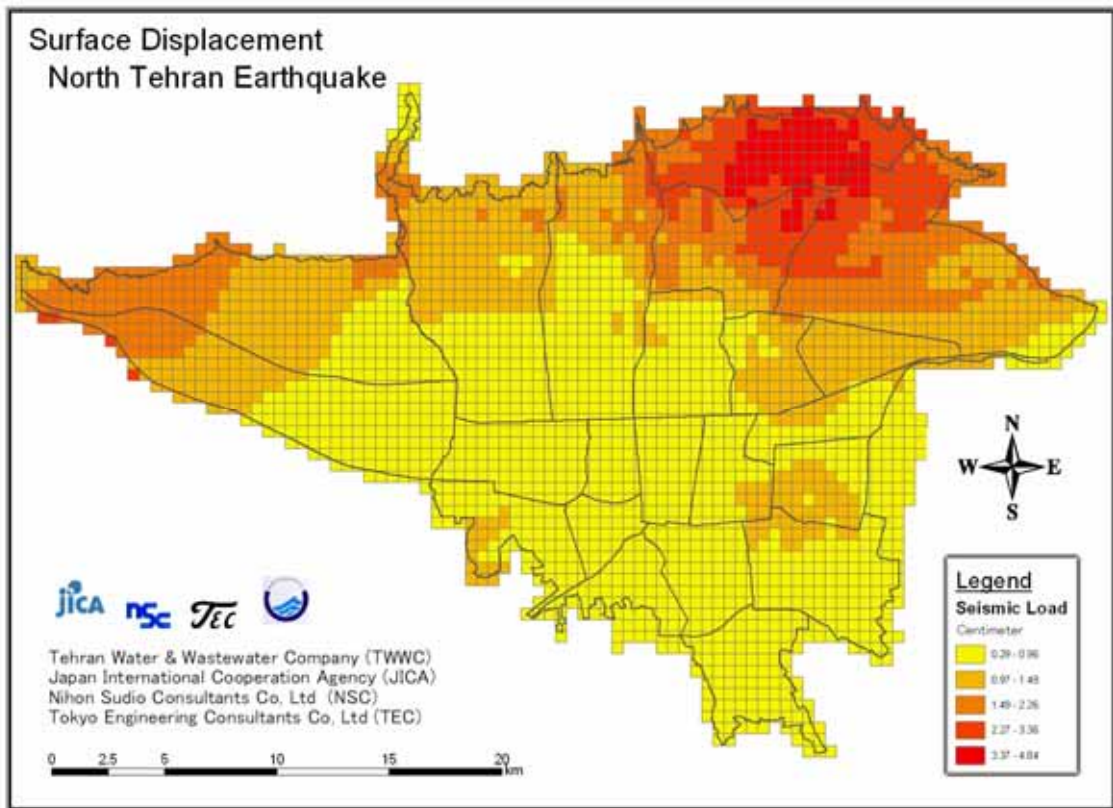 Surface Displacement
North Tehran Earthquake
N
W E
S
jiCA nsc TEC
Tehran Water & Wastewater Company (TWWC)
Japan International Cooperation Agency (JICA)
Nihon Sudio Consultants Co, Ltd (NSC)
Tokyo Engineering Consultants Co, Ltd (TEC)
0 2.5 5 10 15 20
km
Legend
Seismic Load
Centimeter
0.29 - 0.96
0.97 - 1.48
1.49 - 2.26
2.27 - 3.36
3.37 - 4.84